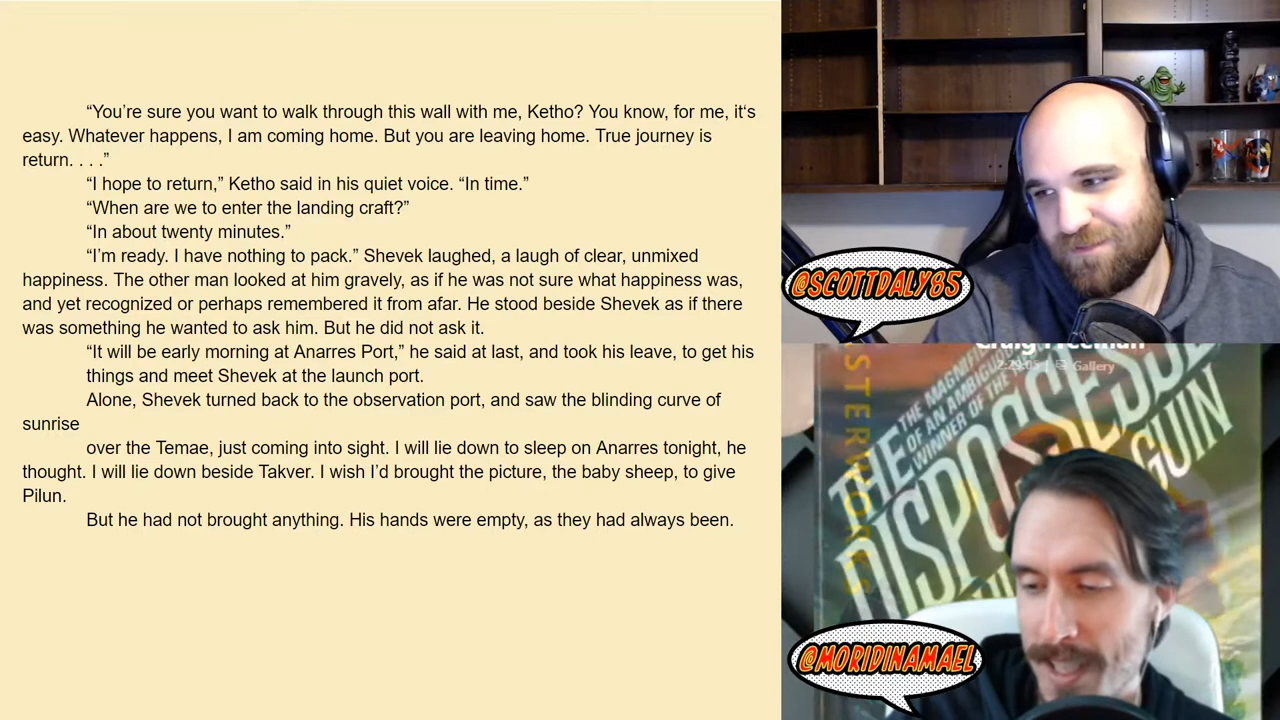 “You’re sure you want to walk through this wall with me, Ketho? You know, for me, it‘s
easy. Whatever happens, I am coming home. But you are leaving home. True journey is
return. . . .”
“I hope to return,” Ketho said in his quiet voice. “In time.”
“When are we to enter the landing craft?”
“In about twenty minutes.”
“I’m ready. I have nothing to pack.” Shevek laughed, a laugh of clear, unmixed
happiness. The other man looked at him gravely, as if he was not sure what happiness was,
and yet recognized or perhaps remembered it from afar. He stood beside Shevek as if there
was something he wanted to ask him. But he did not ask it.
“It will be early morning at Anarres Port,” he said at last, and took his leave, to get his
things and meet Shevek at the launch port.
Alone, Shevek turned back to the observation port, and saw the blinding curve of
sunrise
over the Temae, just coming into sight. I will lie down to sleep on Anarres tonight, he
thought. I will lie down beside Takver. I wish I’d brought the picture, the baby sheep, to give
Pilun.
But he had not brought anything. His hands were empty, as they had always been.
@SCOTTDALY85
2:29:05 Gallery
THE MAGNIFI
OF AN AMBIGUOU
WINNER OF THE
THE
DISPOSSESSE
GUIN
STERWORKS
@MORIDINAMAEL